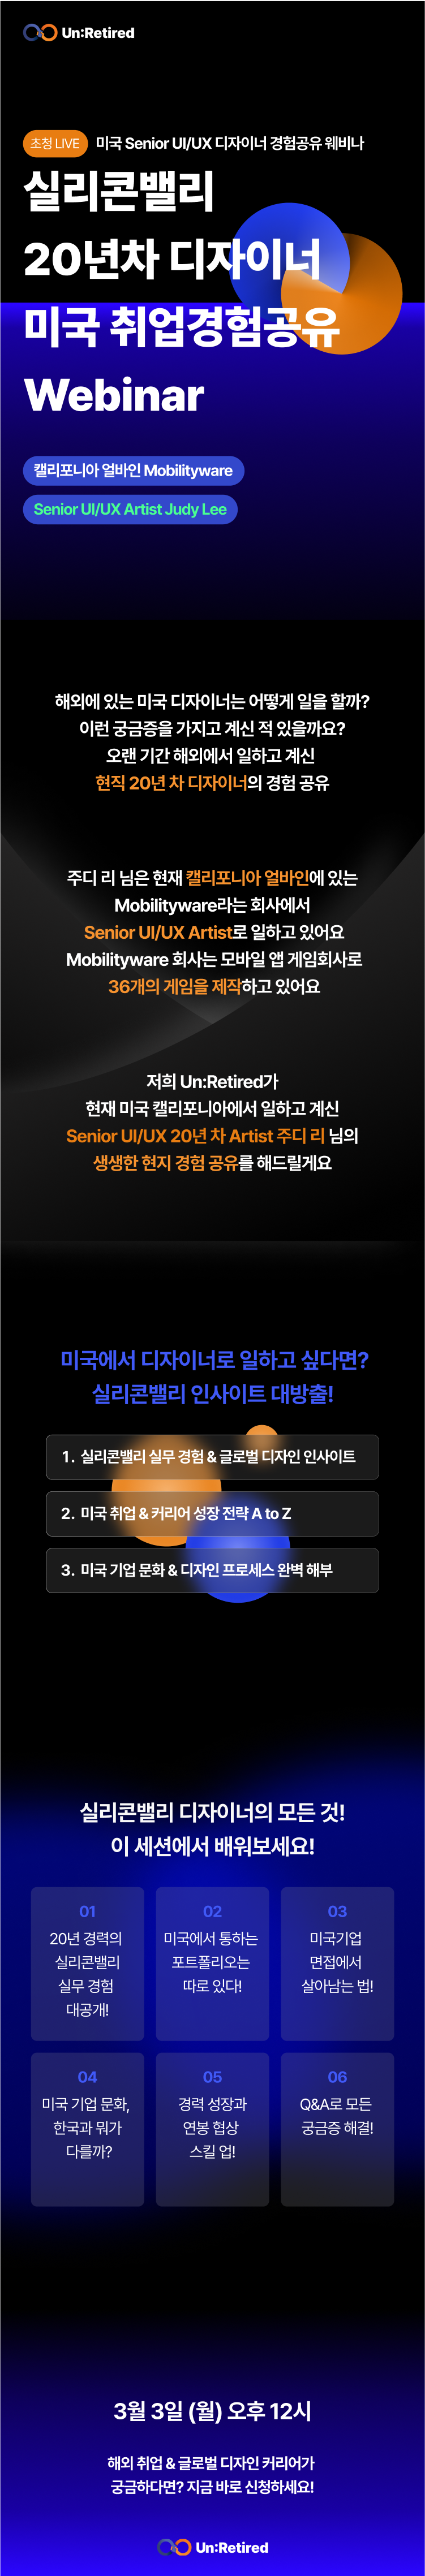 Un:Retired
초청 LIVE 미국 Senior UI/UX 디자이너 경험공유 웨비나
실리콘밸리
20년차 디자이너
미국 취업경험공유
Webinar
캘리포니아 얼바인 Mobilityware
Senior UI/UX Artist Judy Lee
해외에 있는 미국 디자이너는 어떻게 일을 할까?
이런 궁금증을 가지고 계신 적 있을까요?
오랜 기간 해외에서 일하고 계신
현직 20년 차 디자이너의 경험 공유
주디 리 님은 현재 캘리포니아 얼바인에 있는
Mobilityware라는 회사에서
Senior UI/UX Artist로 일하고 있어요
Mobilityware 회사는 모바일 앱 게임회사로
36개의 게임을 제작하고 있어요
저희 Un:Retired가
현재 미국 캘리포니아에서 일하고 계신
Senior UI/UX 20년 차 Artist 주디 리 님의
생생한 현지 경험 공유를 해드릴게요
미국에서 디자이너로 일하고 싶다면?
실리콘밸리 인사이트 대방출!
1. 실리콘밸리 실무 경험 & 글로벌 디자인 인사이트
2. 미국 취업 & 커리어 성장 전략 A to Z
3. 미국 기업 문화 & 디자인 프로세스 완벽 해부
실리콘밸리 디자이너의 모든 것!
이 세션에서 배워보세요!
01
20년 경력의
실리콘밸리
실무 경험
대공개!
02
미국에서 통하는
포트폴리오는
따로 있다!
03
미국기업
면접에서
살아남는 법!
04
미국 기업 문화,
한국과 뭐가
다를까?
05
경력 성장과
연봉 협상
스킬 업!
06
Q&A로 모든
궁금증 해결!
3월 3일 (월) 오후 12시
해외 취업 & 글로벌 디자인 커리어가
궁금하다면? 지금 바로 신청하세요!
Un:Retired